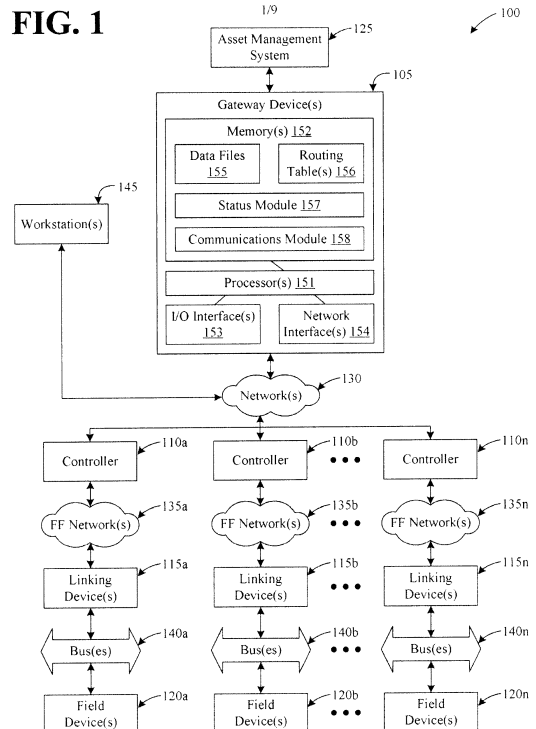 FIG. 1
1/9
100
Asset Management
System
125
105
Gateway Device(s)
Memory(s) 152
Data Files
155
Routing
Table(s) 156
Status Module 157
Communications Module 158
Processor(s) 151
I/O Interface(s)
153
Network
Interface(s) 154
145
Workstation(s)
Network(s)
130
Controller
110a
Controller
110b
Controller
110n
FF Network(s)
135a
FF Network(s)
135b
FF Network(s)
135n
Linking
Device(s)
115a
Linking
Device(s)
115b
Linking
Device(s)
115n
Bus(es)
140a
Bus(es)
140b
Bus(es)
140n
Field
Device(s)
120a
Field
Device(s)
120b
Field
Device(s)
120n